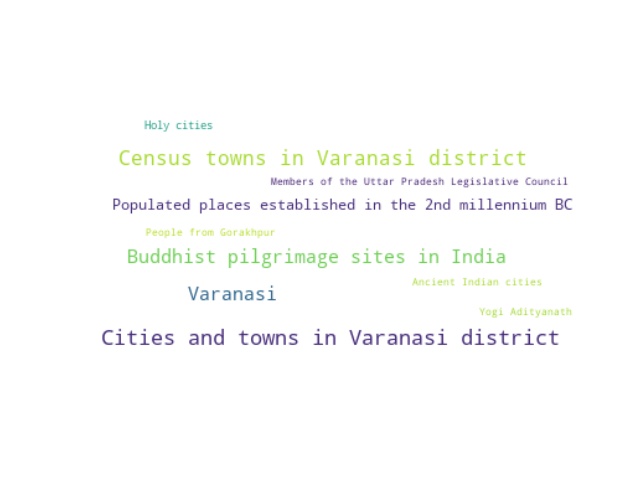 Holy cities
Census towns in Varanasi district
Members of the Uttar Pradesh Legislative Council
Populated places established in the 2nd millennium BC
People from Gorakhpur
Buddhist pilgrimage sites in India
Ancient Indian cities
Varanasi
Yogi Adityanath
Cities and towns in Varanasi district